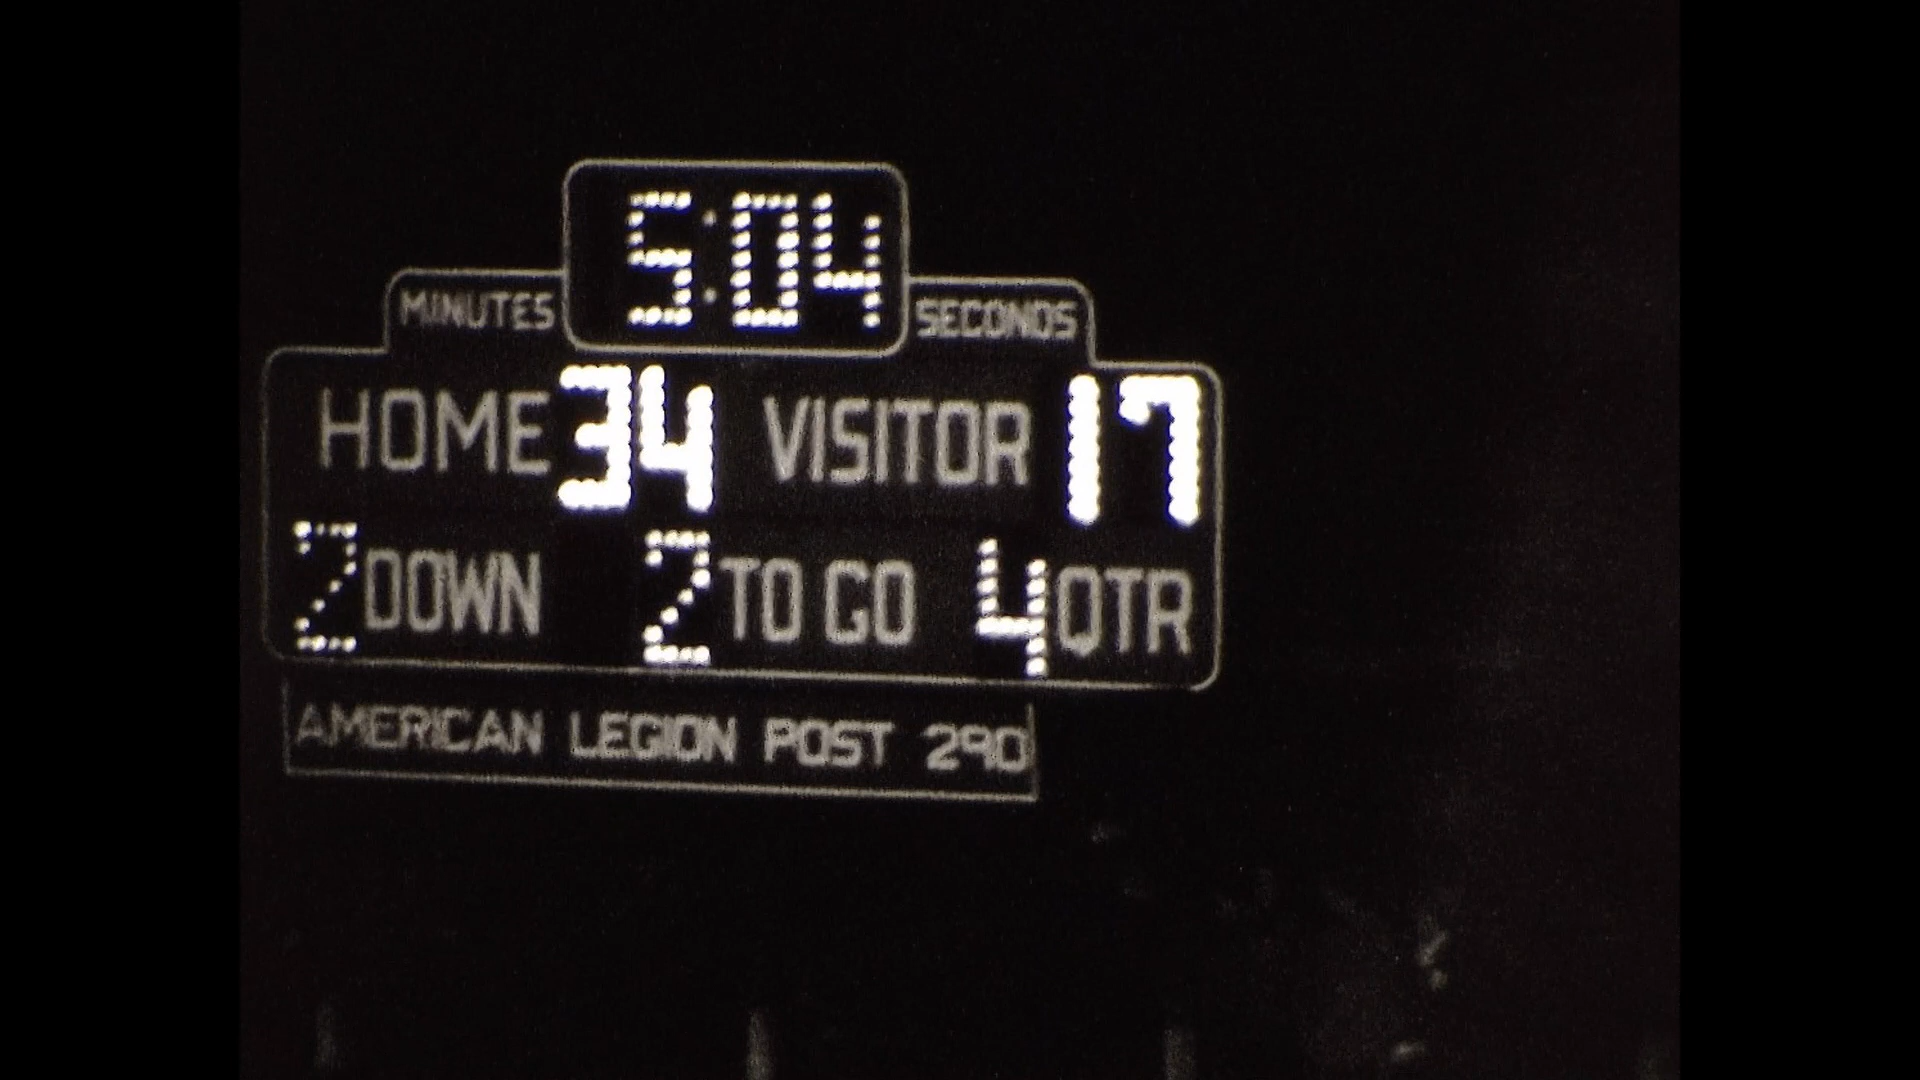 5:04
MINUTES SECONDS
HOME 34 VISITOR 17
2 DOWN 2 TO GO 4 QTR
AMERICAN LEGION POST 290